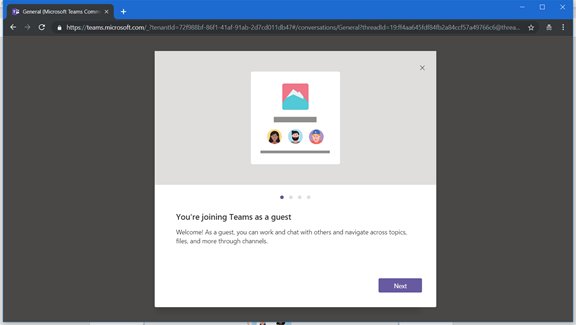 General (Microsoft Teams Comm
https://teams.microsoft.com/_?tenantId=72f988bf-86f1-41af-91ab-2d7cd011db47#/conversations/General?threadId=19:ff4aa645fdf84fb2a84ccf57a49766c6@threa...
You're joining Teams as a guest
Welcome! As a guest, you can work and chat with others and navigate across topics,
files, and more through channels.
Next